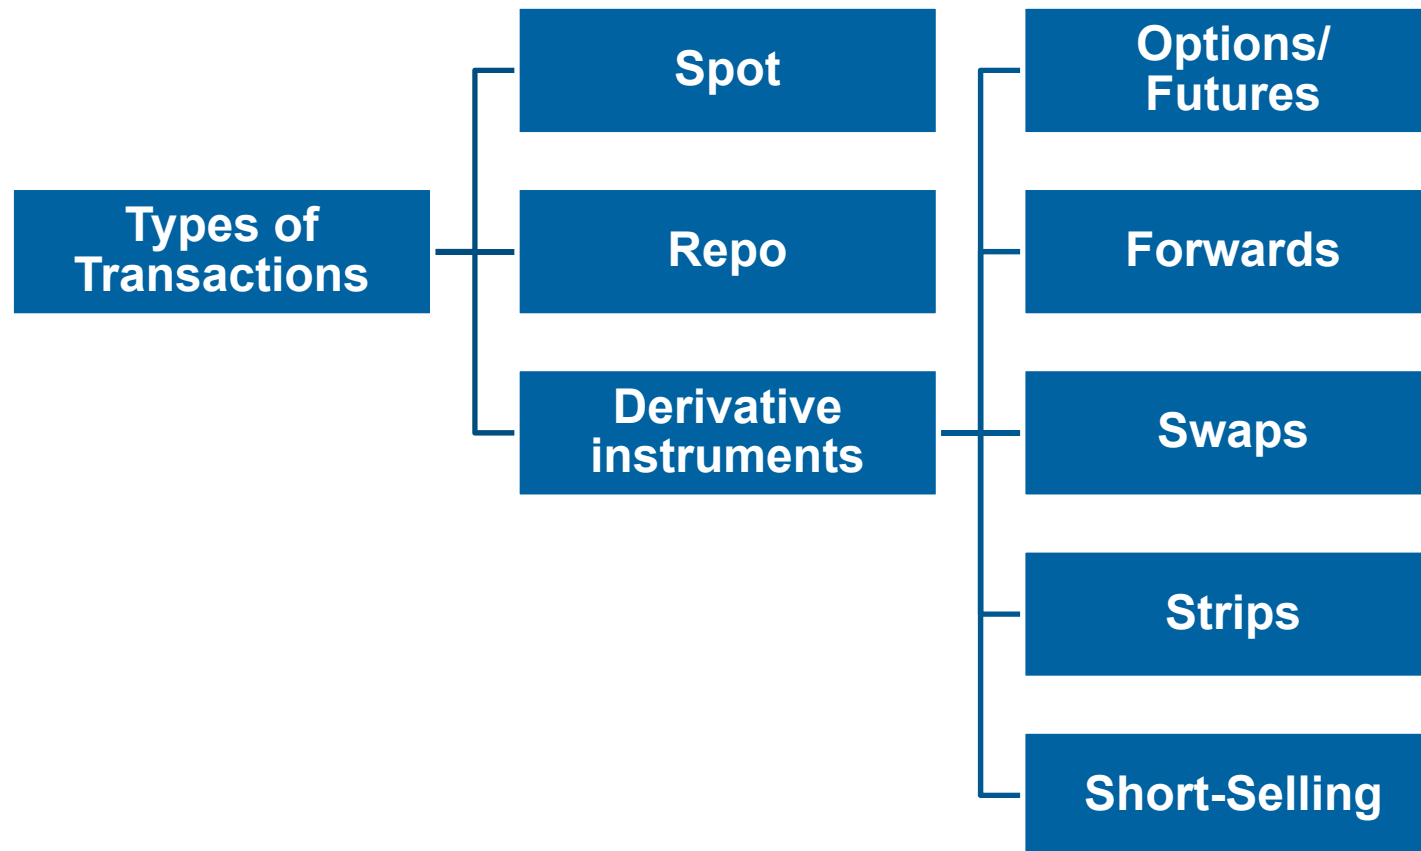 Types of
Transactions
Spot
Repo
Derivative
instruments
Options/
Futures
Forwards
Swaps
Strips
Short-Selling